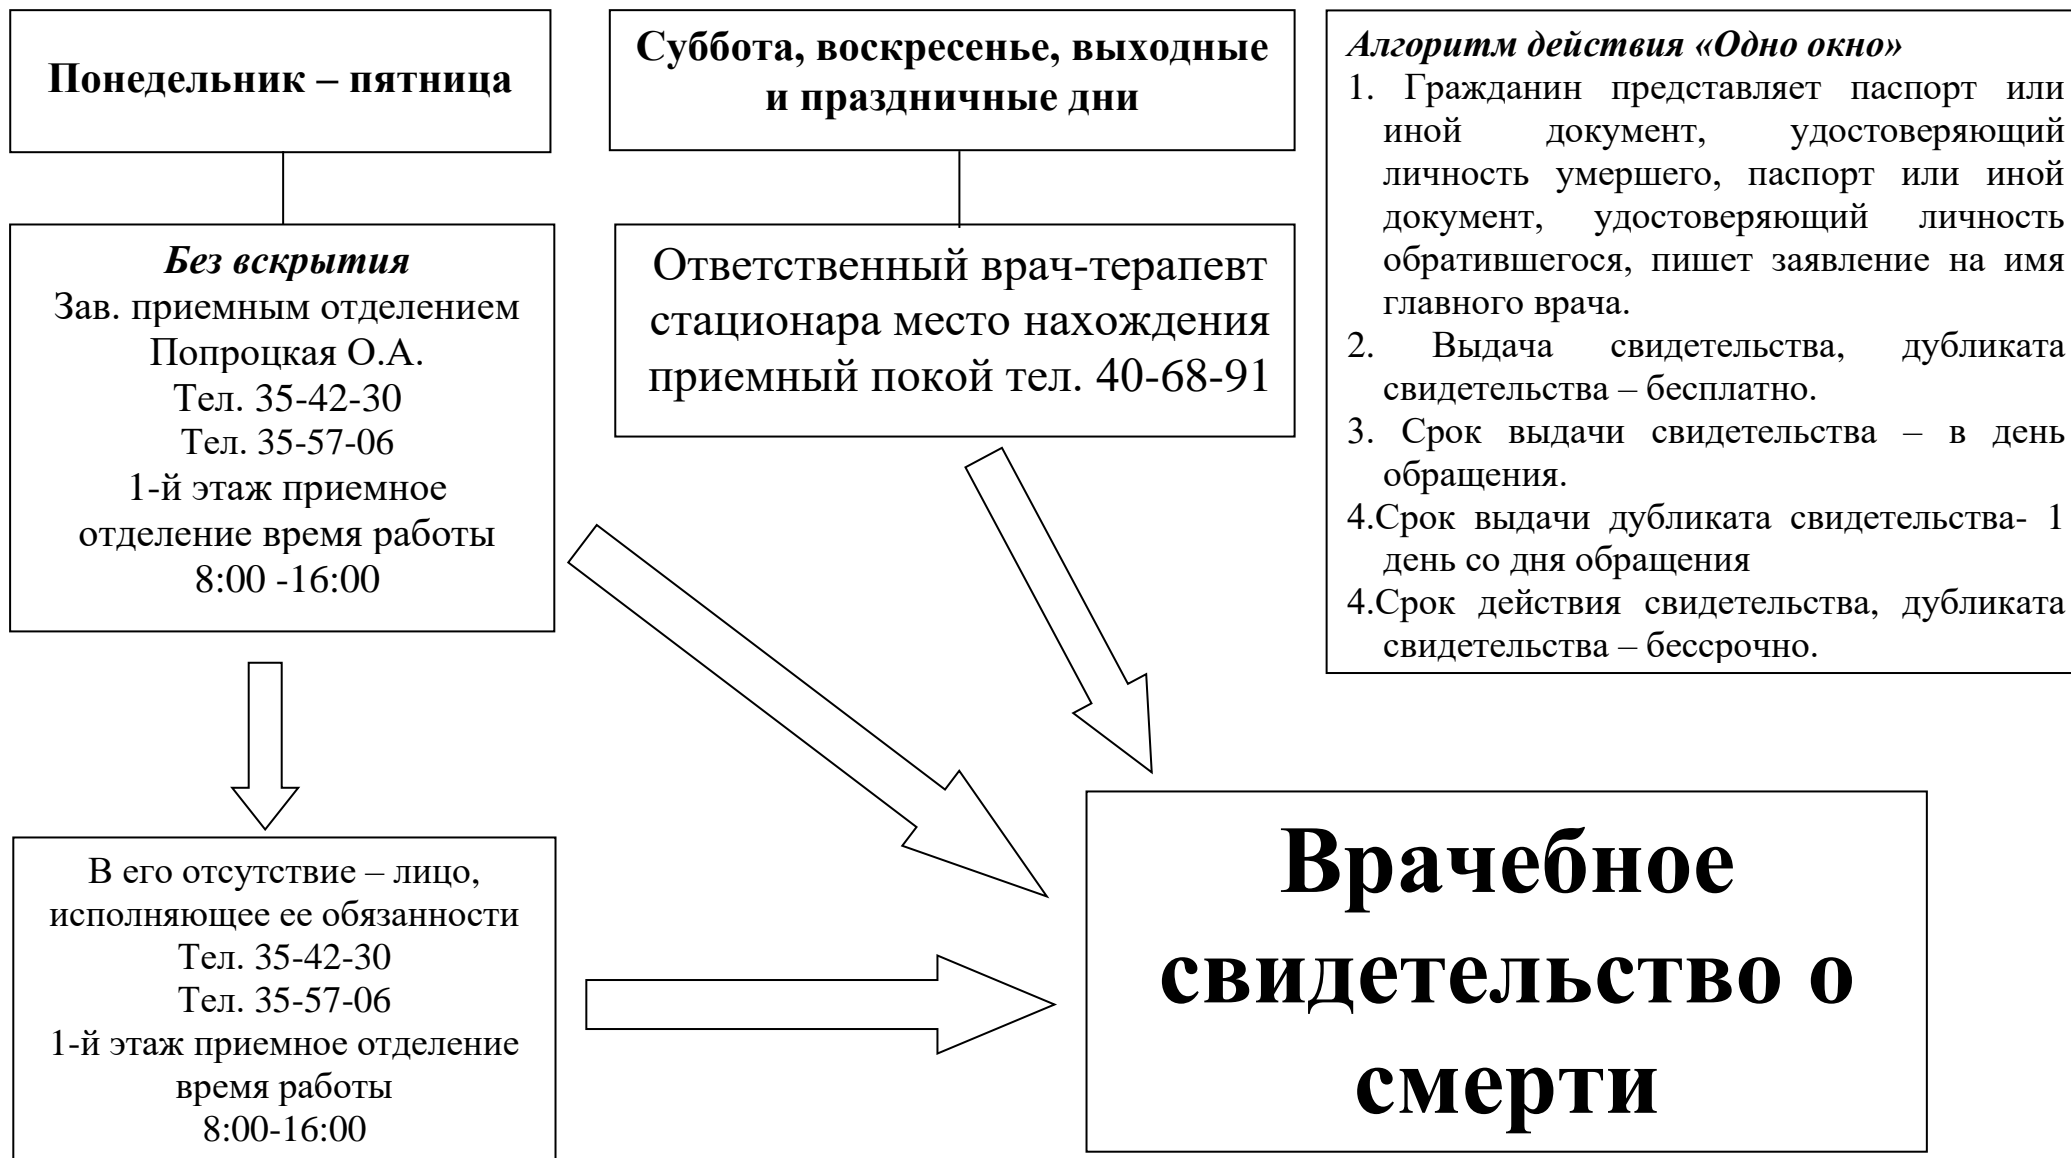 Понедельник – пятница
Суббота, воскресенье, выходные
и праздничные дни
Без вскрытия
Зав. приемным отделением
Попроцкая О.А.
Тел. 35-42-30
Тел. 35-57-06
1-й этаж приемное
отделение время работы
8:00 -16:00
Ответственный врач-терапевт
стационара место нахождения
приемный покой тел. 40-68-91
В его отсутствие – лицо,
исполняющее ее обязанности
Тел. 35-42-30
Тел. 35-57-06
1-й этаж приемное отделение
время работы
8:00-16:00
Алгоритм действия «Одно окно»
1. Гражданин представляет паспорт или
иной документ, удостоверяющий
личность умершего, паспорт или иной
документ, удостоверяющий личность
обратившегося, пишет заявление на имя
главного врача.
2. Выдача свидетельства, дубликата
свидетельства – бесплатно.
3. Срок выдачи свидетельства – в день
обращения.
4.Срок выдачи дубликата свидетельства- 1
день со дня обращения
4.Срок действия свидетельства, дубликата
свидетельства – бессрочно.
Врачебное
свидетельство о
смерти